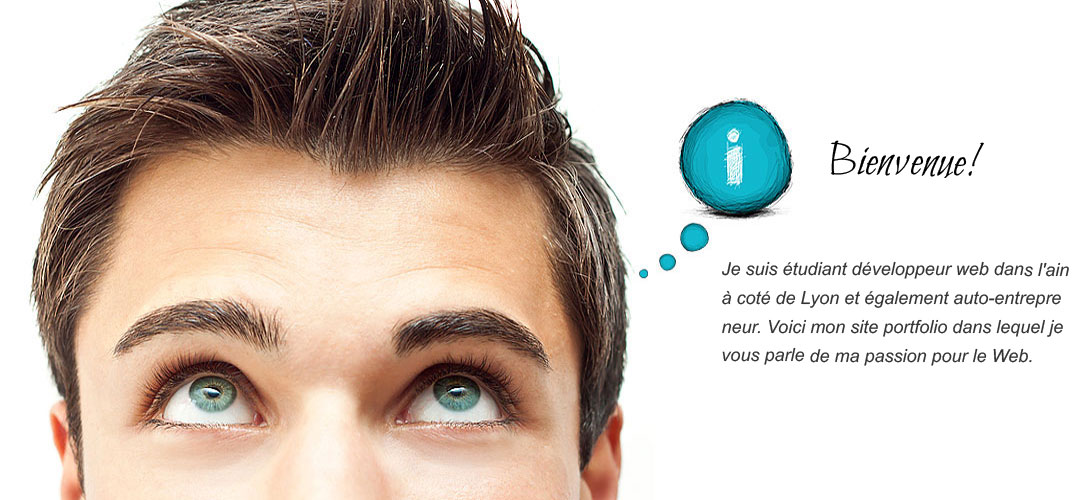 i
Bienvenue!
Je suis étudiant développeur web dans l'ain
à coté de Lyon et également auto-entrepre
neur. Voici mon site portfolio dans lequel je
vous parle de ma passion pour le Web.